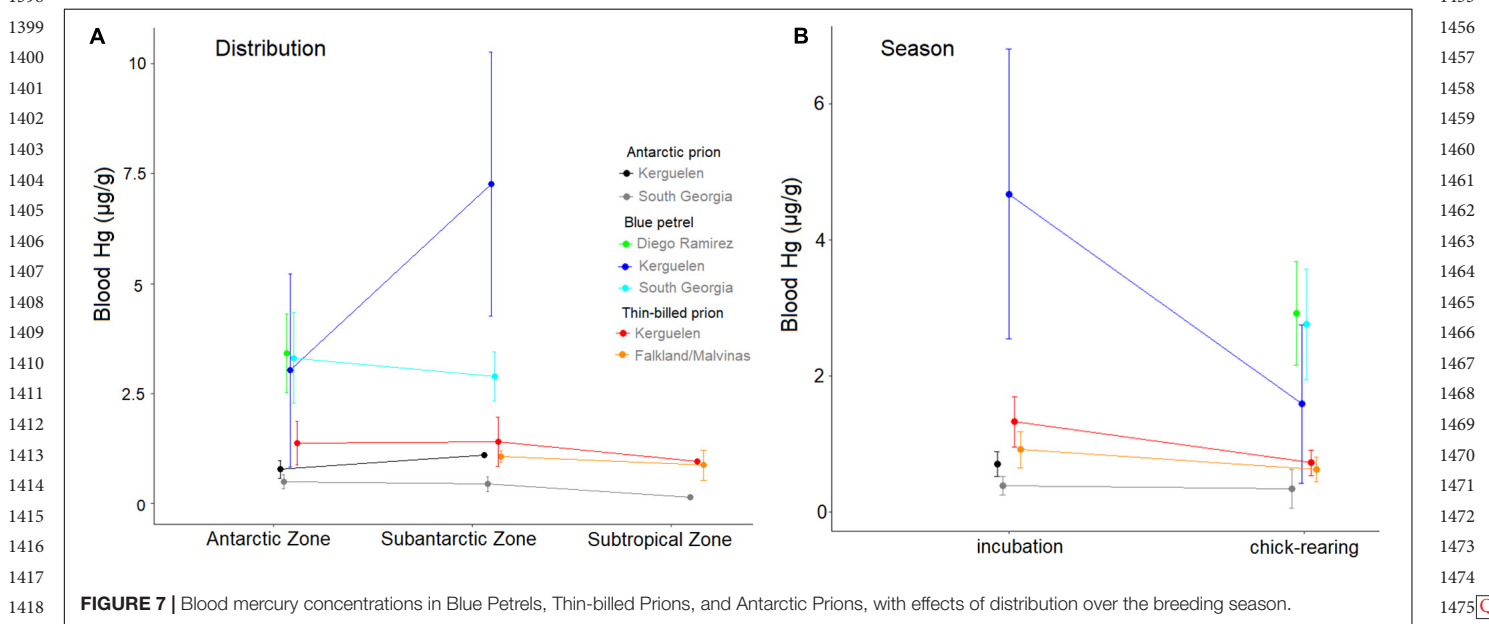 1398
1399
1400
1401
1402
1403
1404
1405
1406
1407
1408
1409
1410
1411
1412
1413
1414
1415
1416
1417
1418
A
Distribution
Blood Hg (µg/g)
10
7.5
5
2.5
0
Antarctic Zone Subantarctic Zone Subtropical Zone
Antarctic prion
Kerguelen
South Georgia
Blue petrel
Diego Ramirez
Kerguelen
South Georgia
Thin-billed prion
Kerguelen
Falkland/Malvinas
B
Season
Blood Hg (µg/g)
6
4
2
0
incubation chick-rearing
FIGURE 7 | Blood mercury concentrations in Blue Petrels, Thin-billed Prions, and Antarctic Prions, with effects of distribution over the breeding season.
1455
1456
1457
1458
1459
1460
1461
1462
1463
1464
1465
1466
1467
1468
1469
1470
1471
1472
1473
1474
1475 Q